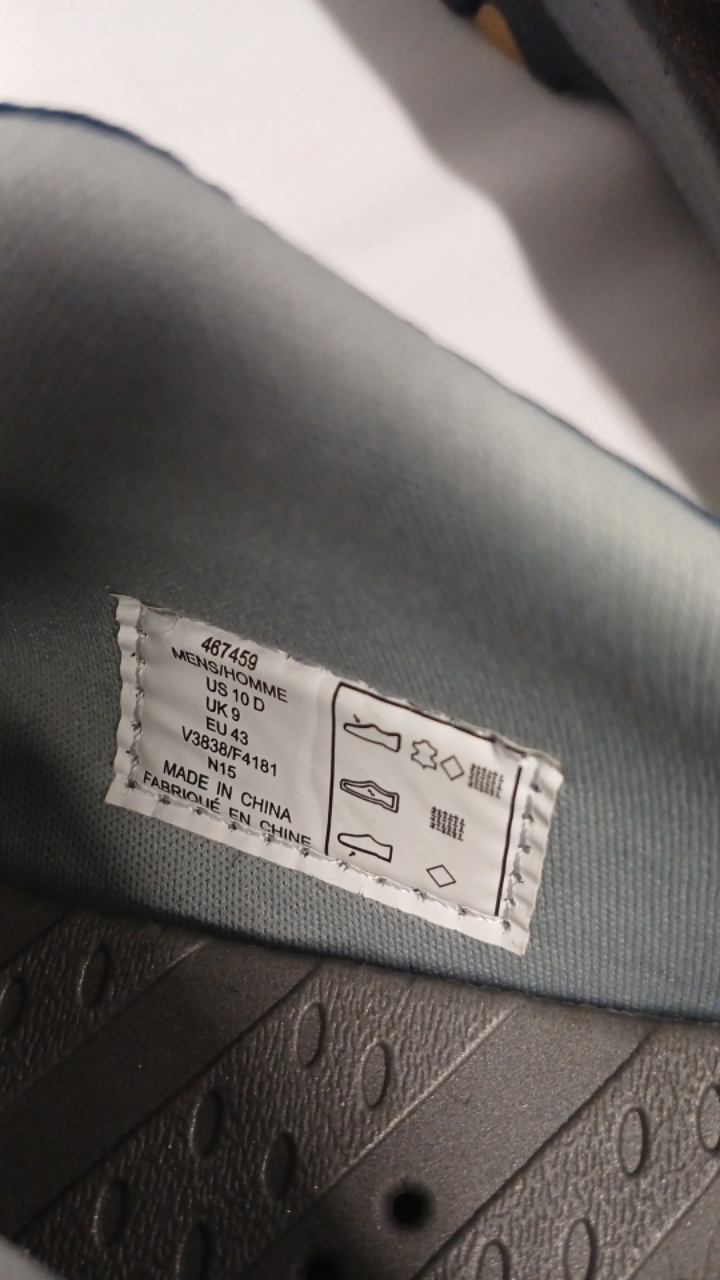 467459
MENS/HOMME
US 10 D
UK 9
EU 43
V3838/F4181
N15
MADE IN CHINA
FABRIQUÉ EN CHINE